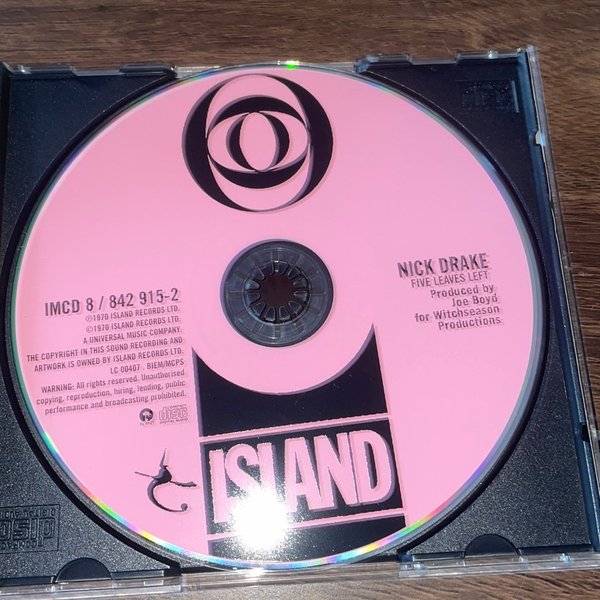 IMCD 8 / 842 915-2
℗1970 ISLAND RECORDS LTD.
©1970 ISLAND RECORDS LTD.
A UNIVERSAL MUSIC COMPANY.
THE COPYRIGHT IN THIS SOUND RECORDING AND
ARTWORK IS OWNED BY ISLAND RECORDS LTD.
LC 00407 . BIEM/MCPS
WARNING: All rights reserved. Unauthorised
copying, reproduction, hiring, lending, public
performance and broadcasting prohibited.
NICK DRAKE
FIVE LEAVES LEFT
Produced by
Joe Boyd
for Witchseason
Productions
ISLAND